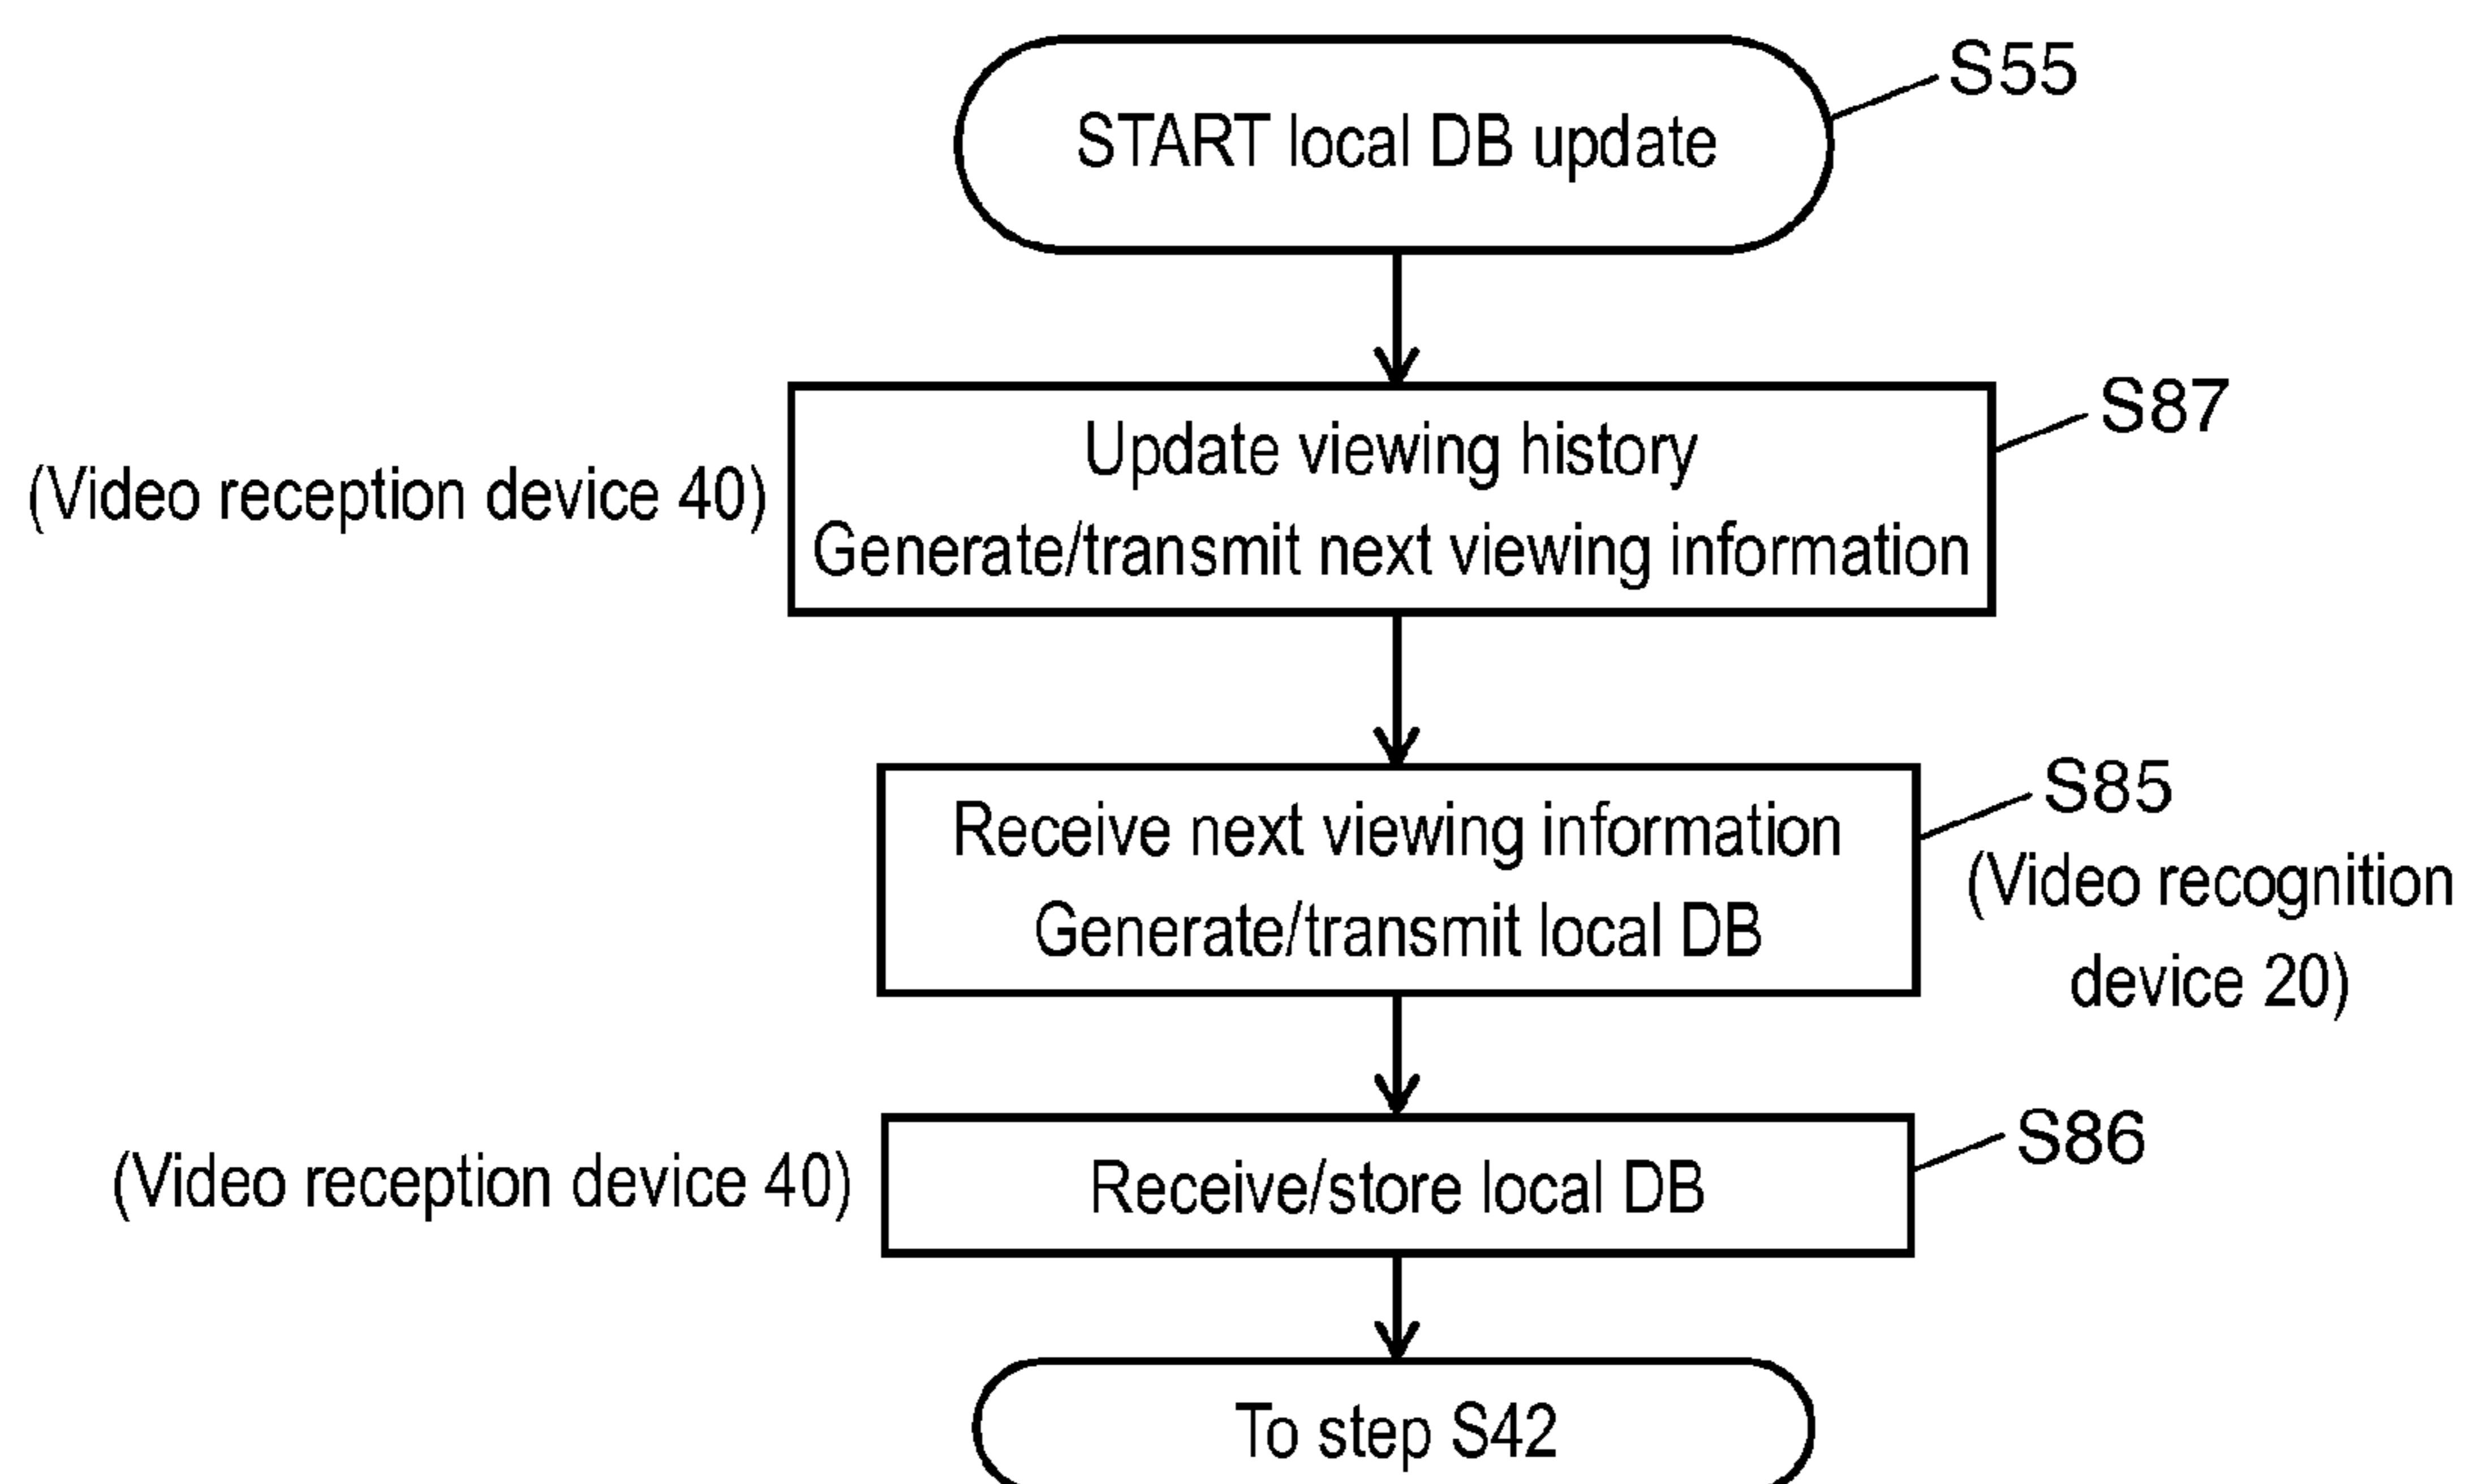 START local DB update
S55
(Video reception device 40)
Update viewing history
Generate/transmit next viewing information
S87
Receive next viewing information
Generate/transmit local DB
S85
(Video recognition
device 20)
(Video reception device 40)
Receive/store local DB
S86
To step S42